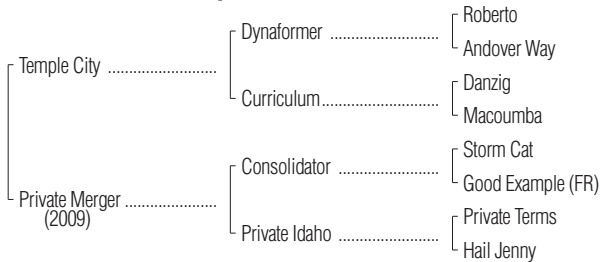 Roberto
Dynaformer ........................
Andover Way
Temple City ........................
Danzig
Curriculum..........................
Macoumba
Storm Cat
Consolidator ......................
Good Example (FR)
Private Merger ....................
(2009)
Private Terms
Private Idaho ......................
Hail Jenny